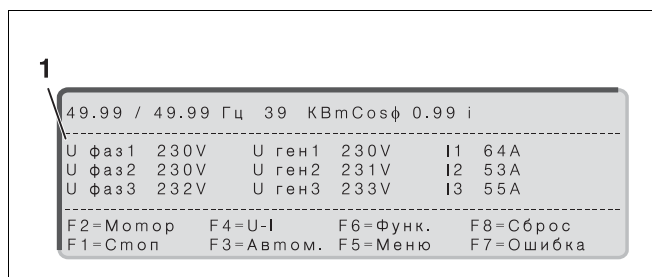 1
49.99 / 49.99 Гц 39 КВmCosϕ 0.99 i
U фаз1 230V U ген1 230V I1 64A
U фаз2 230V U ген2 231V I2 53A
U фаз3 232V U ген3 233V I3 55A
F2=Мотор F4=U-I F6=Функ. F8=Сброс
F1=Стоп F3=Автом. F5=Меню F7=Ошибка